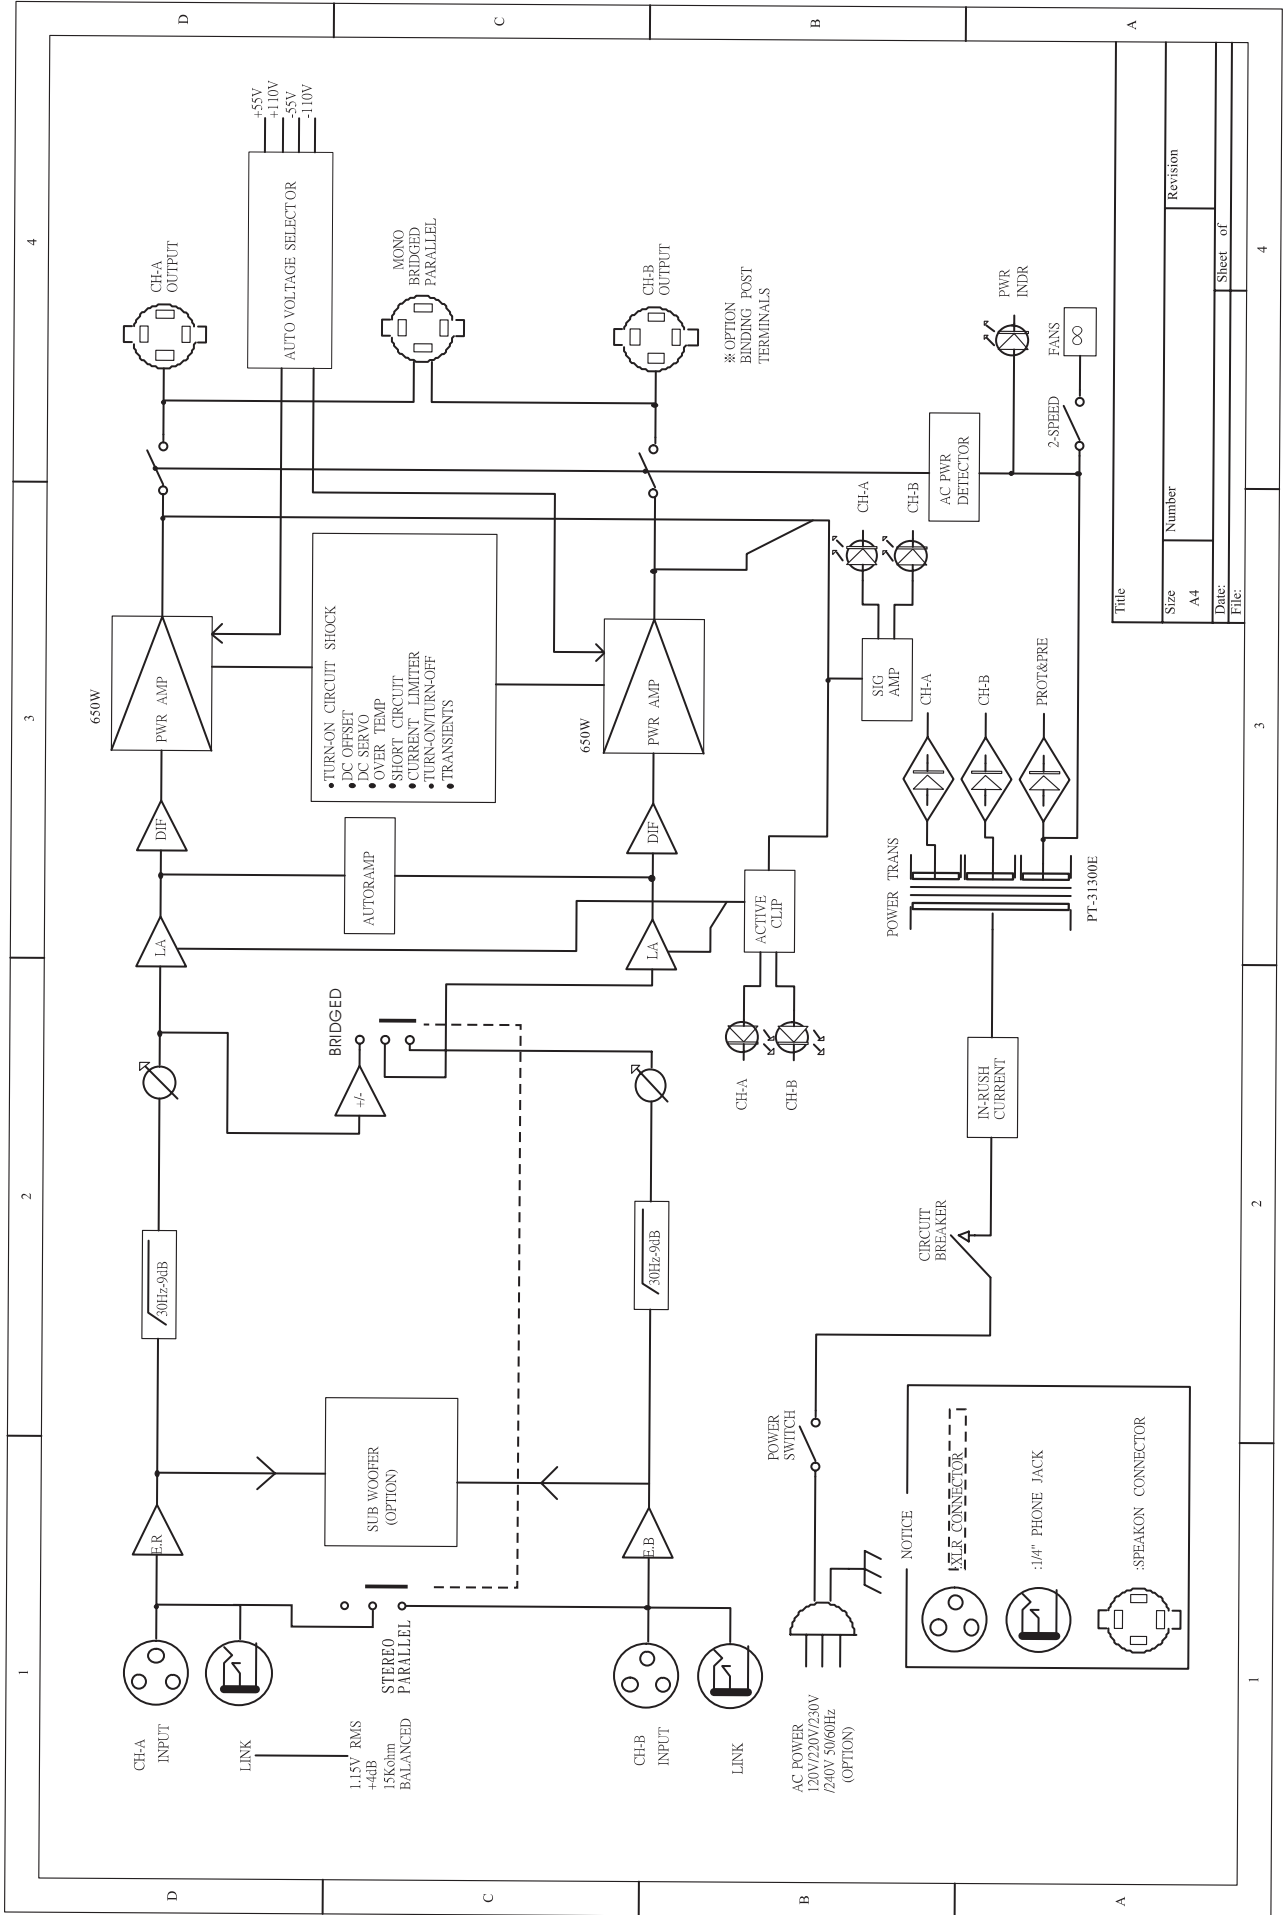 D
C
B
A
1
2
3
4
CH-A
INPUT
LINK
1.15V RMS
+4dB
15Kohm
BALANCED
STEREO
PARALLEL
E.R
SUB WOOFER
(OPTION)
30Hz-9dB
BRIDGED
+/-
LA
AUTORAMP
DIF
650W
PWR AMP
• TURN-ON CIRCUIT SHOCK
• DC OFFSET
• DC SERVO
• OVER TEMP
• SHORT CIRCUIT
• CURRENT LIMITER
• TURN-ON/TURN-OFF
• TRANSIENTS
AUTO VOLTAGE SELECTOR
+55V
+110V
-55V
-110V
CH-A
OUTPUT
MONO
BRIDGED
PARALLEL
CH-B
INPUT
LINK
E.B
30Hz-9dB
LA
DIF
650W
PWR AMP
CH-B
OUTPUT
※OPTION
BINDING POST
TERMINALS
CH-A
CH-B
ACTIVE
CLIP
SIG
AMP
CH-A
CH-B
AC PWR
DETECTOR
PWR
INDR
2-SPEED
FANS
AC POWER
120V/220V/230V
/240V 50/60Hz
(OPTION)
POWER
SWITCH
CIRCUIT
BREAKER
IN-RUSH
CURRENT
POWER TRANS
PT-31300E
CH-A
CH-B
PROT&PRE
NOTICE
:XLR CONNECTOR
:1/4" PHONE JACK
:SPEAKON CONNECTOR
Title
Size
A4
Number
Revision
Date:
Sheet of
File:
1
2
3
4
D
C
B
A